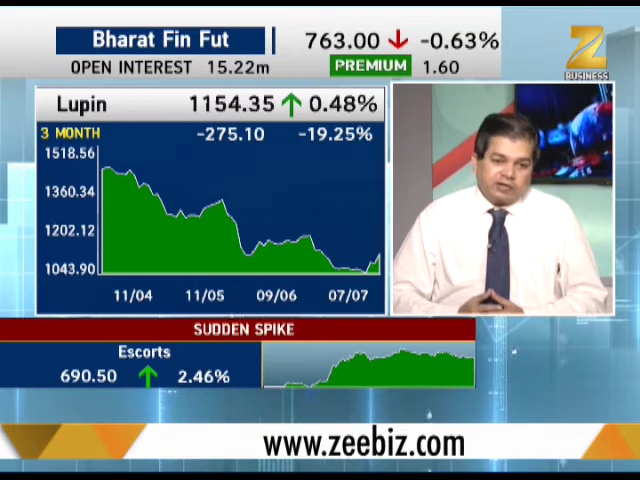 Bharat Fin Fut 763.00 -0.63%
OPEN INTEREST 15.22m PREMIUM 1.60
Z
BUSINESS
Lupin 1154.35 0.48%
3 MONTH -275.10 -19.25%
1518.56
1360.34
1202.12
1043.90
11/04 11/05 09/06 07/07
SUDDEN SPIKE
Escorts
690.50 2.46%
www.zeebiz.com